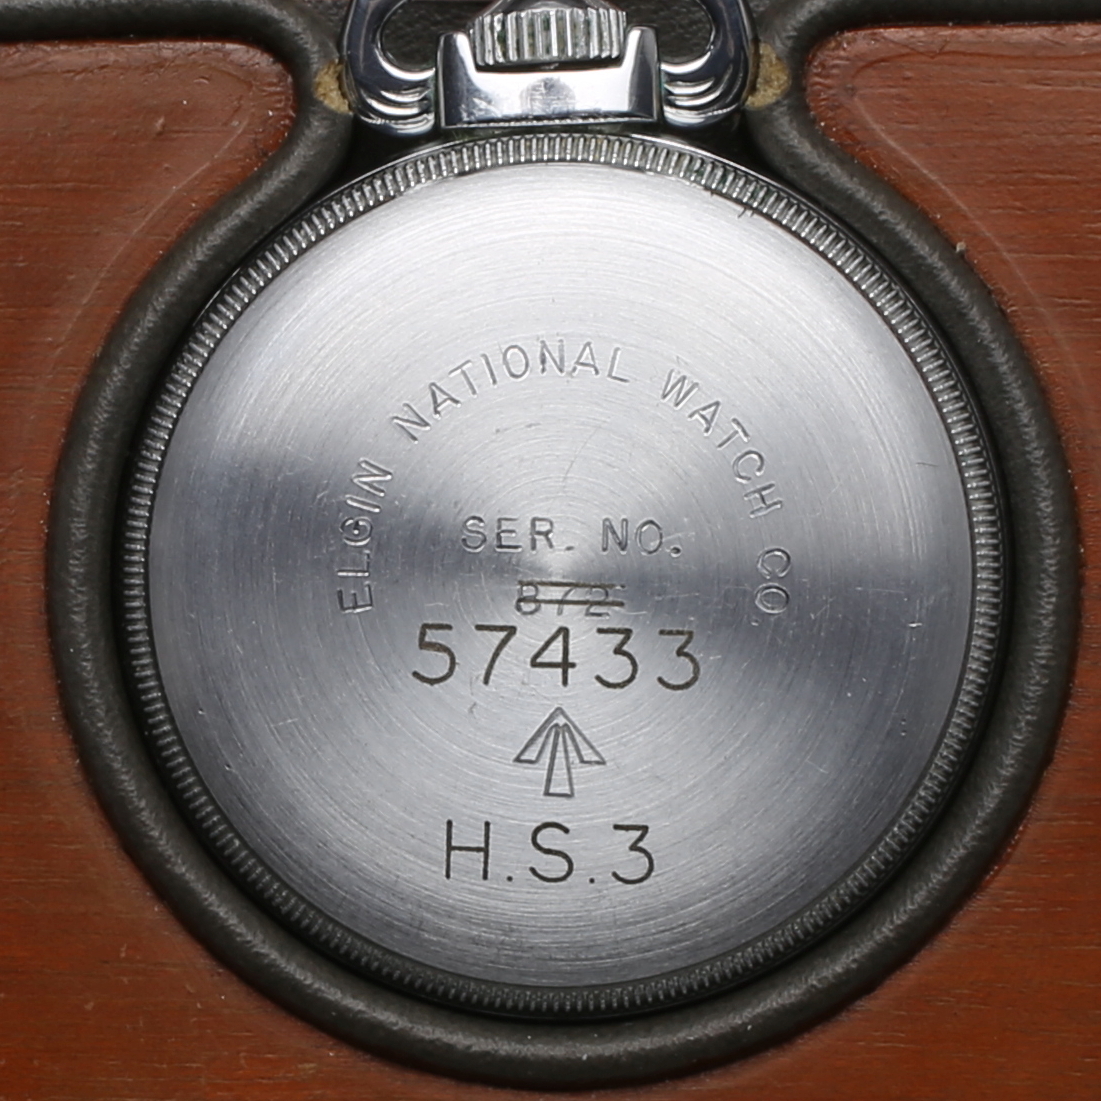 ELGIN NATIONAL WATCH CO.
SER. NO.
872
57433
H.S.3